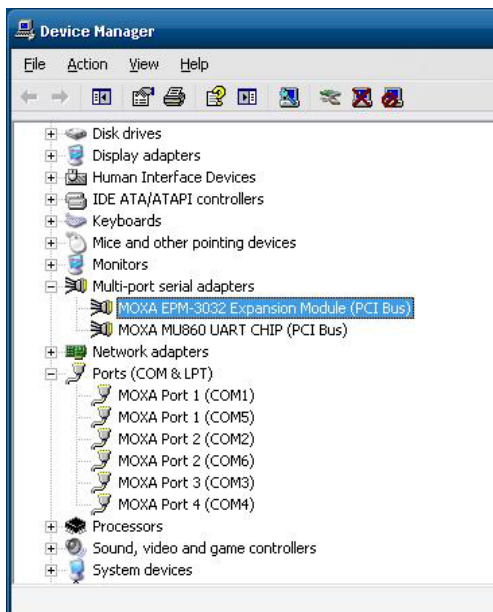 Device Manager
File Action View Help
Disk drives
Display adapters
Human Interface Devices
IDE ATA/ATAPI controllers
Keyboards
Mice and other pointing devices
Monitors
Multi-port serial adapters
MOXA EPM-3032 Expansion Module (PCI Bus)
MOXA MU860 UART CHIP (PCI Bus)
Network adapters
Ports (COM & LPT)
MOXA Port 1 (COM1)
MOXA Port 1 (COM5)
MOXA Port 2 (COM2)
MOXA Port 2 (COM6)
MOXA Port 3 (COM3)
MOXA Port 4 (COM4)
Processors
Sound, video and game controllers
System devices